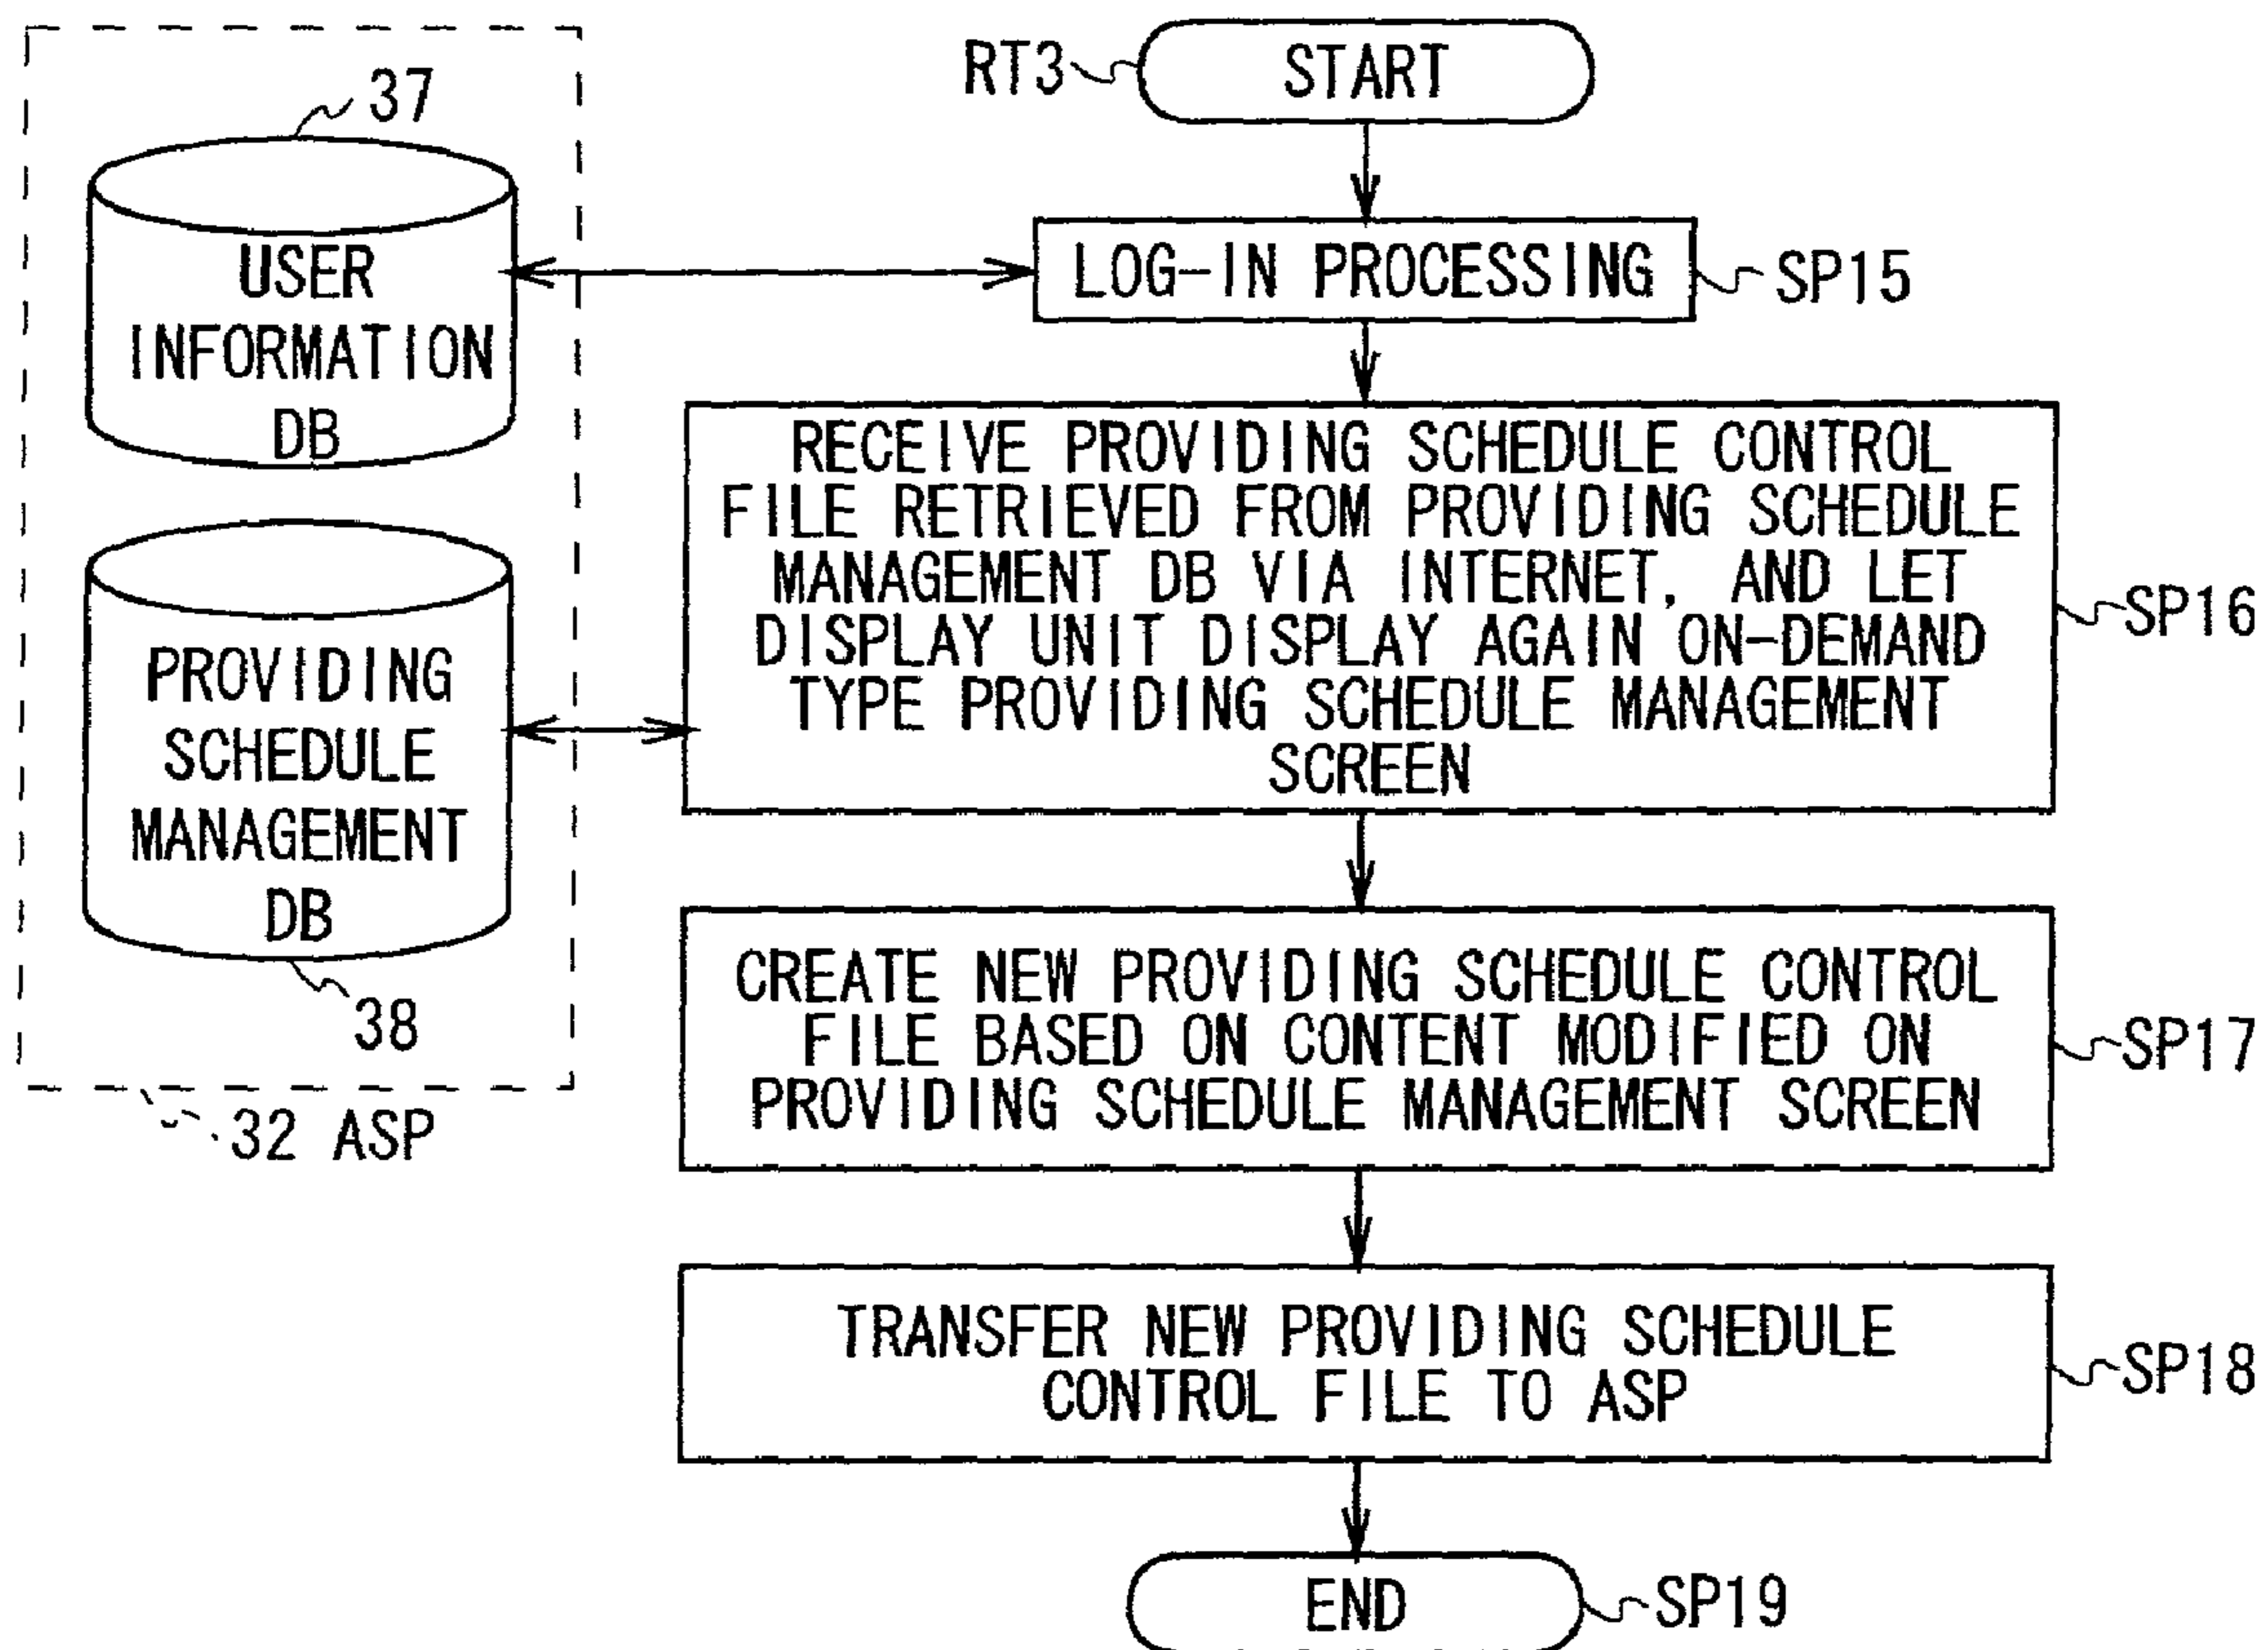 37
USER
INFORMATION
DB
PROVIDING
SCHEDULE
MANAGEMENT
DB
38
32 ASP
RT3
START
LOG-IN PROCESSING
SP15
RECEIVE PROVIDING SCHEDULE CONTROL
FILE RETRIEVED FROM PROVIDING SCHEDULE
MANAGEMENT DB VIA INTERNET, AND LET
DISPLAY UNIT DISPLAY AGAIN ON-DEMAND
TYPE PROVIDING SCHEDULE MANAGEMENT
SCREEN
SP16
CREATE NEW PROVIDING SCHEDULE CONTROL
FILE BASED ON CONTENT MODIFIED ON
PROVIDING SCHEDULE MANAGEMENT SCREEN
SP17
TRANSFER NEW PROVIDING SCHEDULE
CONTROL FILE TO ASP
SP18
END
SP19